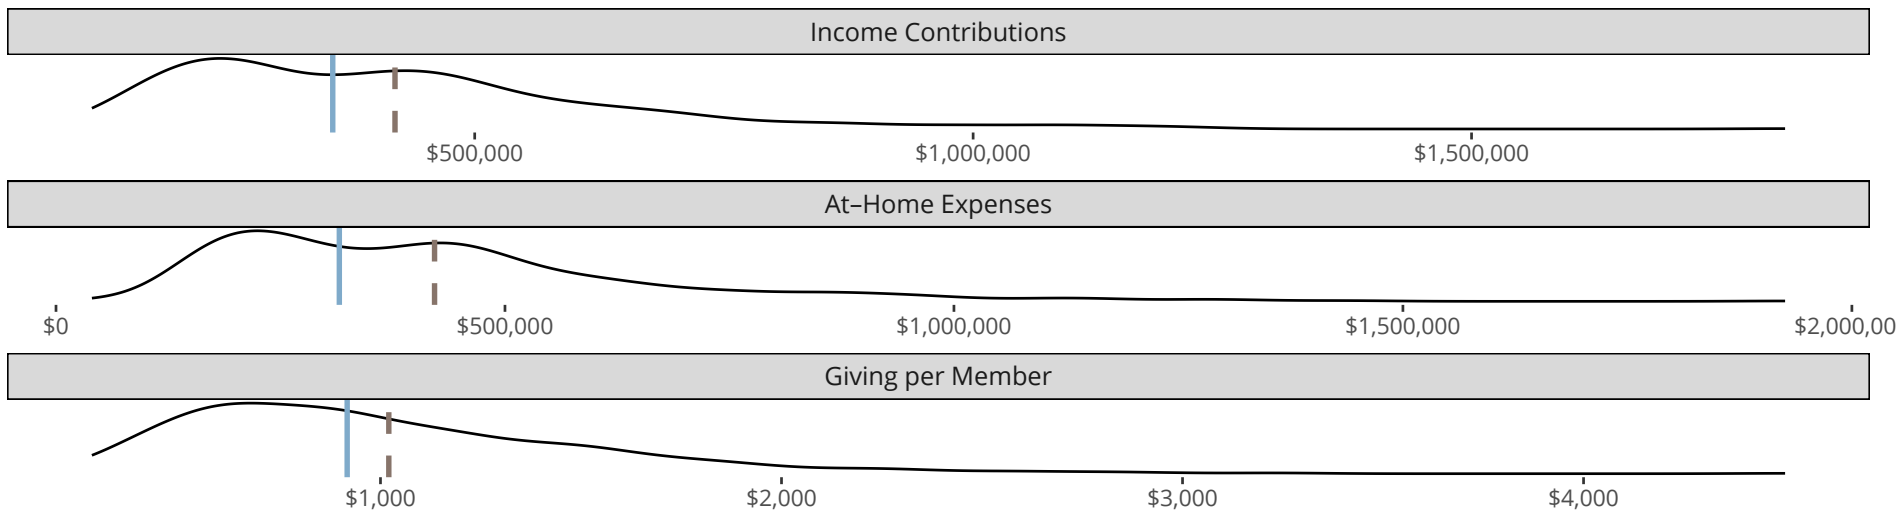 Income Contributions
$500,000 $1,000,000 $1,500,000
At–Home Expenses
$0 $500,000 $1,000,000 $1,500,000 $2,000,00
Giving per Member
$1,000 $2,000 $3,000 $4,000